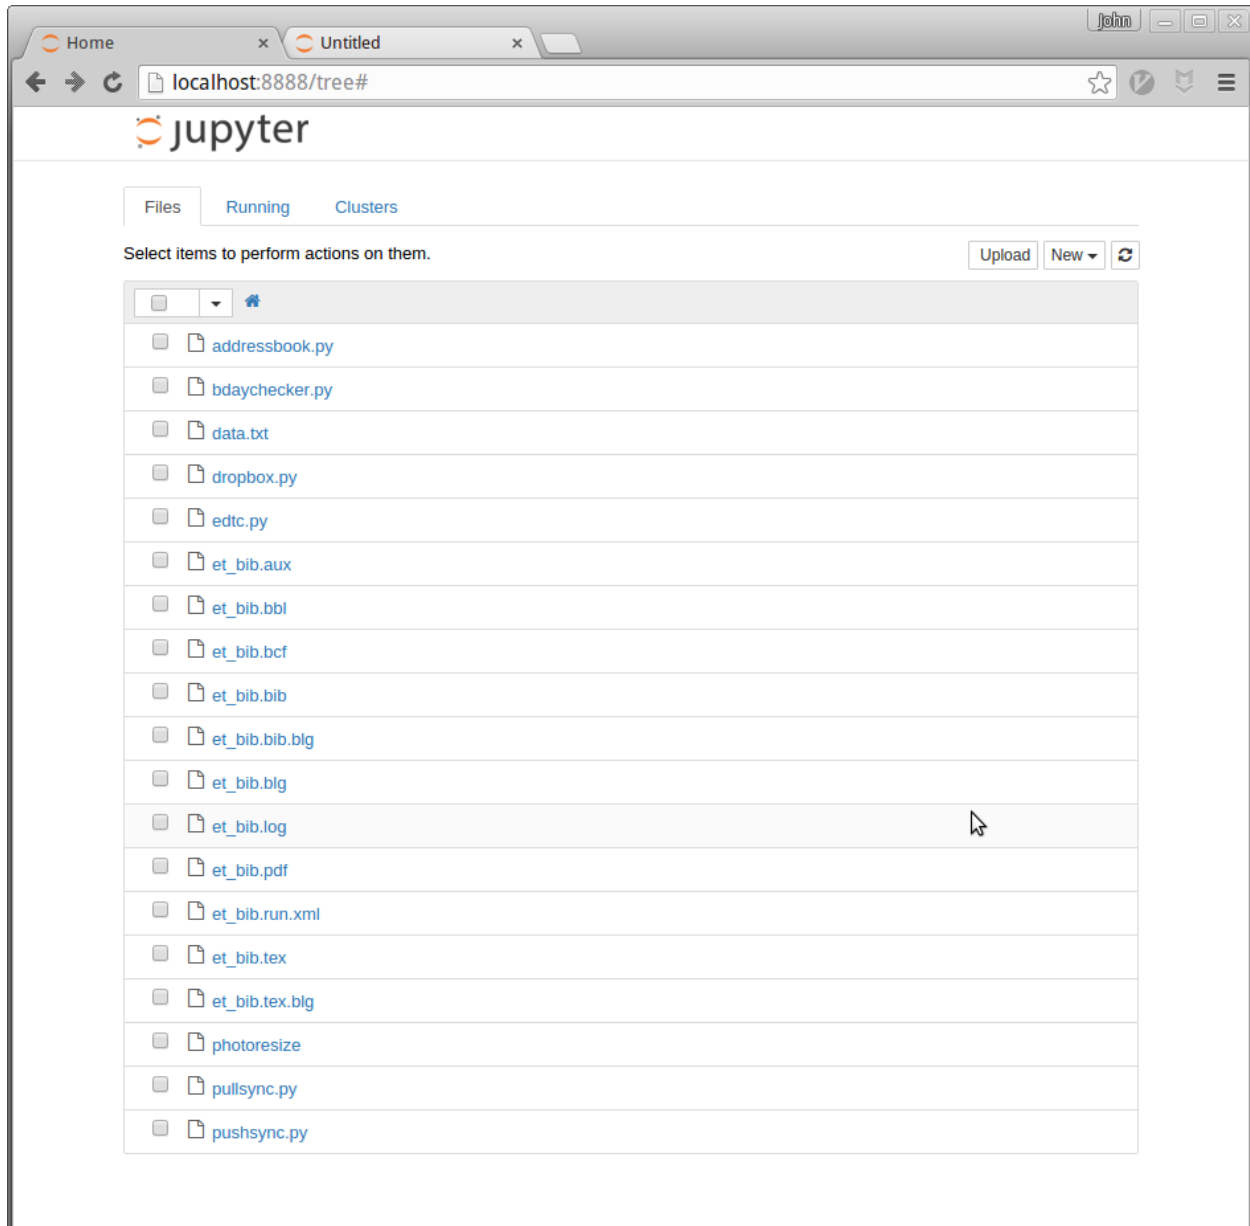 John
Home
Untitled
localhost:8888/tree#
jupyter
Files Running Clusters
Select items to perform actions on them.
Upload New
addressbook.py
bdaychecker.py
data.txt
dropbox.py
edtc.py
et_bib.aux
et_bib.bbl
et_bib.bcf
et_bib.bib
et_bib.bib.blg
et_bib.blg
et_bib.log
et_bib.pdf
et_bib.run.xml
et_bib.tex
et_bib.tex.blg
photoresize
pullsync.py
pushsync.py